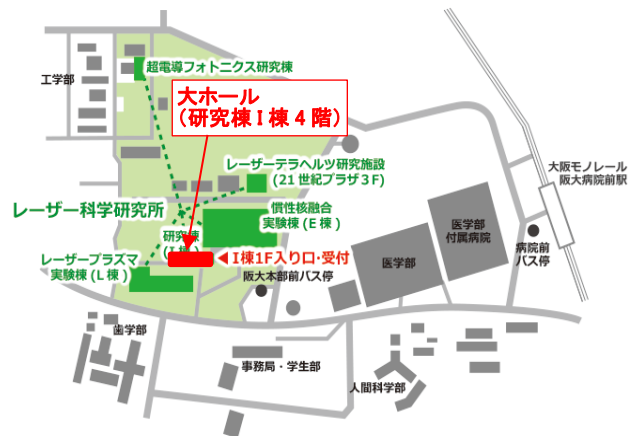 工学部
超電導フォトニクス研究棟
大ホール
(研究棟I棟4階)
レーザーテラヘルツ研究施設
(21世紀プラザ3F)
大阪モノレール
阪大病院前駅
レーザー科学研究所
慣性核融合
実験棟(E棟)
研究棟
(I棟)
医学部
付属病院
病院前
バス停
レーザープラズマ
実験棟(L棟)
◀I棟1F入り口・受付
医学部
阪大本部前バス停
歯学部
事務局・学生部
人間科学部